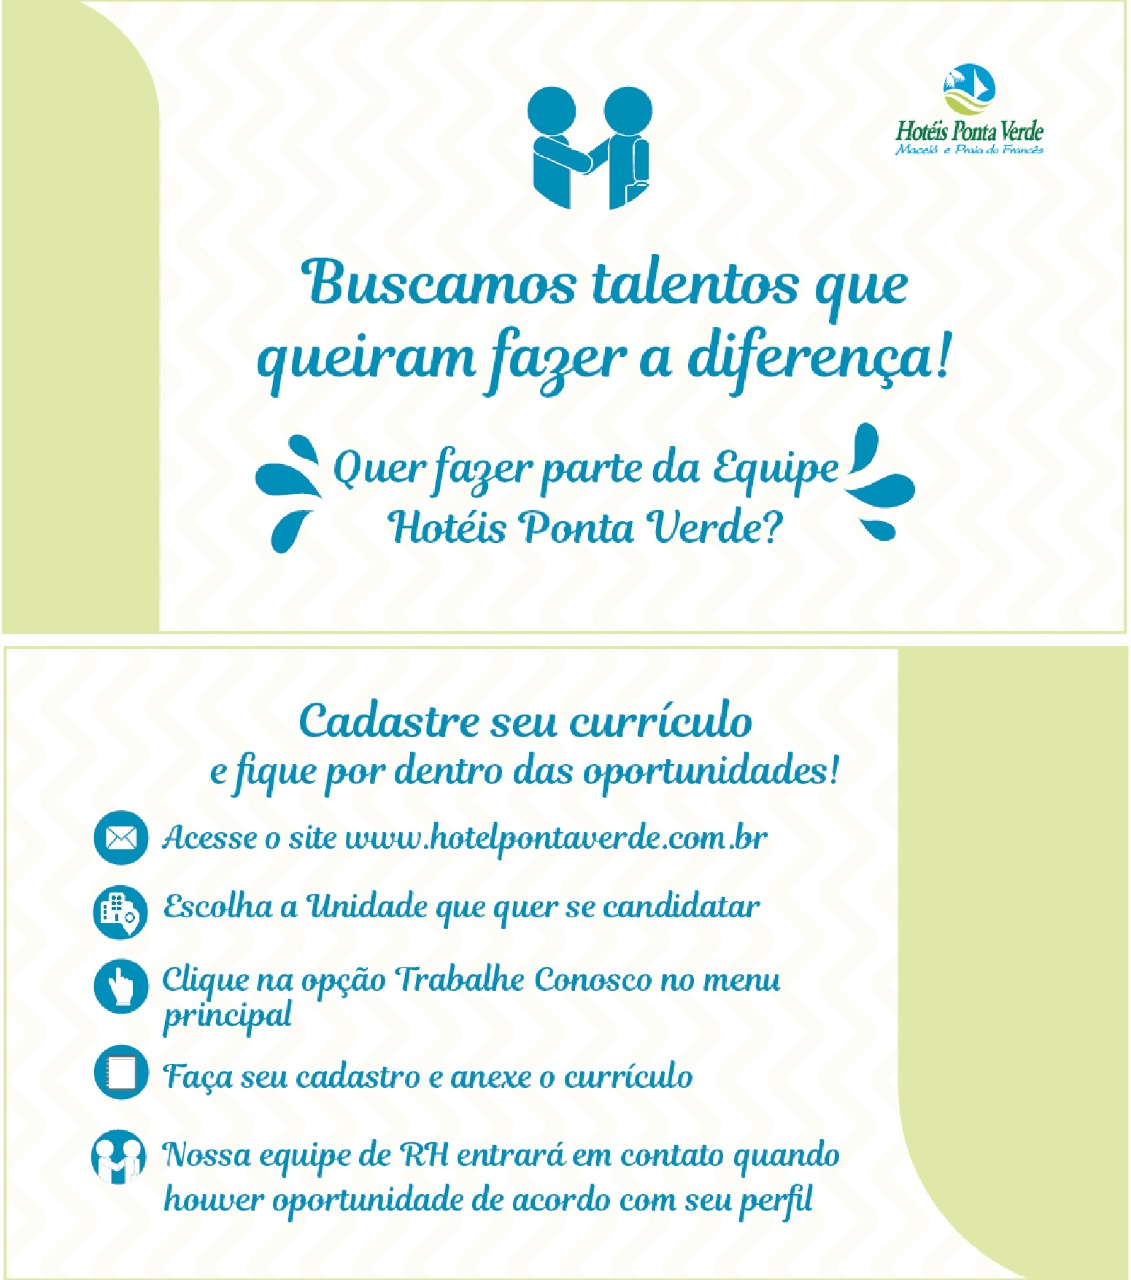 Hotéis Ponta Verde
Maceió e Praia do Francês
Buscamos talentos que
queiram fazer a diferença!
Quer fazer parte da Equipe
Hotéis Ponta Verde?
Cadastre seu currículo
e fique por dentro das oportunidades!
Acesse o site www.hotelpontaverde.com.br
Escolha a Unidade que quer se candidatar
Clique na opção Trabalhe Conosco no menu
principal
Faça seu cadastro e anexe o currículo
Nossa equipe de RH entrará em contato quando
houver oportunidade de acordo com seu perfil